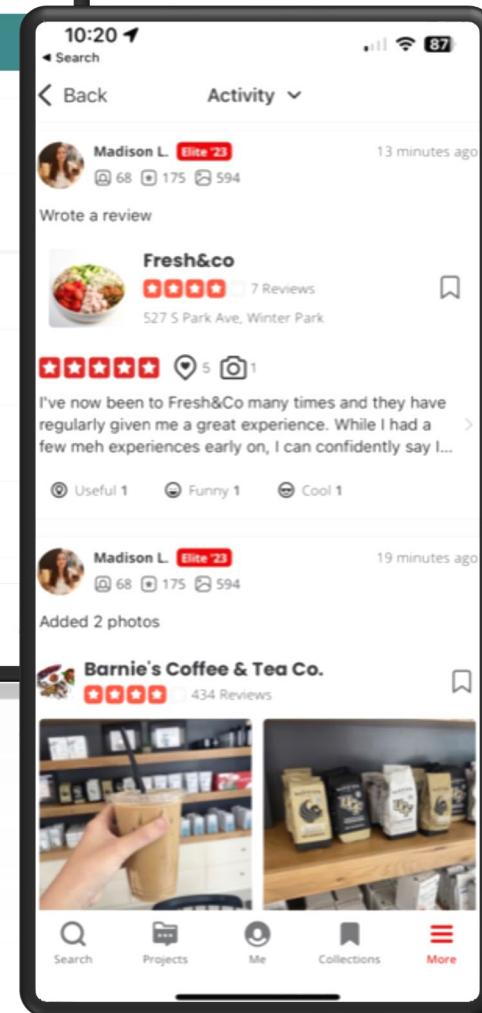 10:20
87
◄ Search
Back
Activity
Madison L. Elite '23
13 minutes ago
68 175 594
Wrote a review
Fresh&co
7 Reviews
527 S Park Ave, Winter Park
5 1
I've now been to Fresh&Co many times and they have
regularly given me a great experience. While I had a
few meh experiences early on, I can confidently say I...
Useful 1 Funny 1 Cool 1
Madison L. Elite '23
19 minutes ago
68 175 594
Added 2 photos
Barnie's Coffee & Tea Co.
434 Reviews
UCF
Search Projects Me Collections More